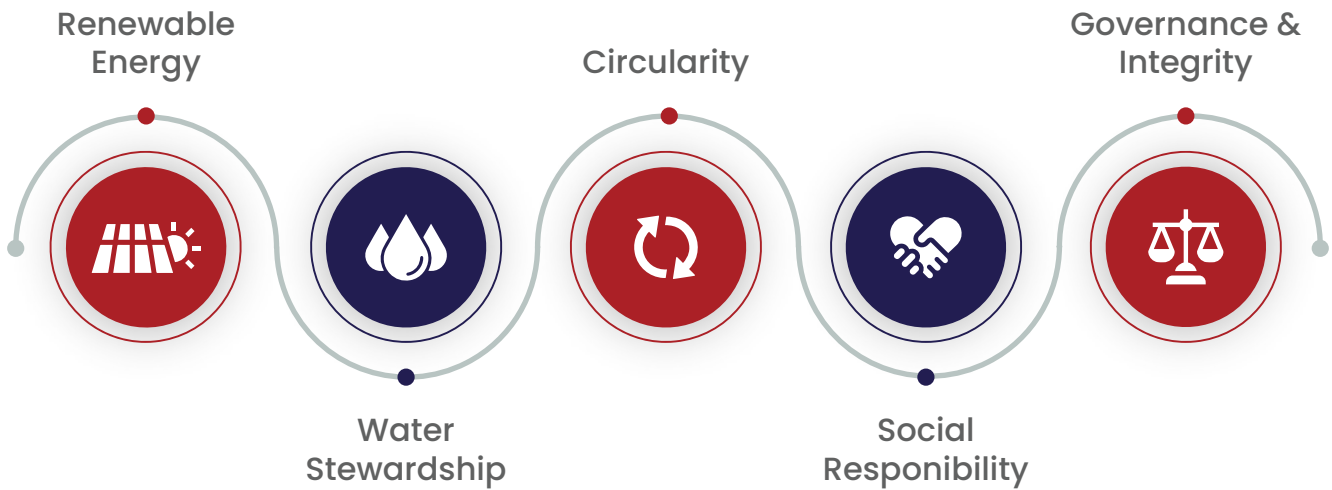 Renewable
Energy
Water
Stewardship
Circularity
Social
Responibility
Governance &
Integrity